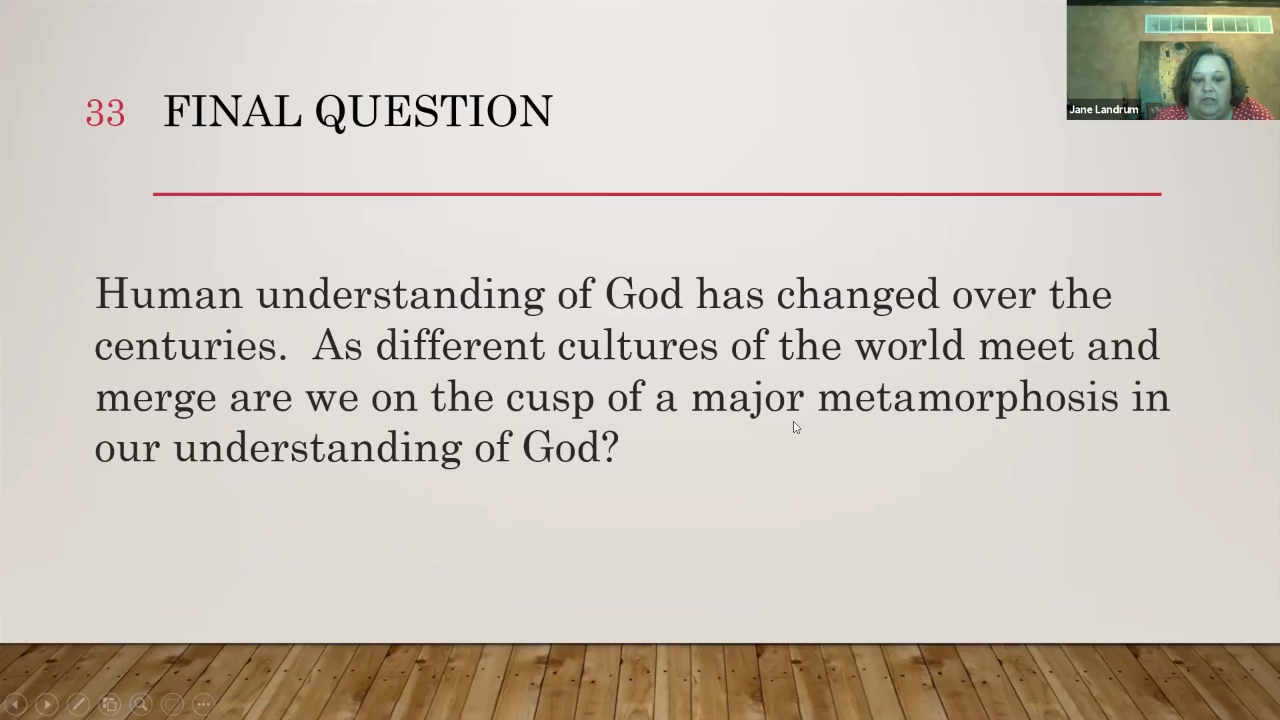 33 FINAL QUESTION
Jane Landrum
Human understanding of God has changed over the
centuries.  As different cultures of the world meet and
merge are we on the cusp of a major metamorphosis in
our understanding of God?